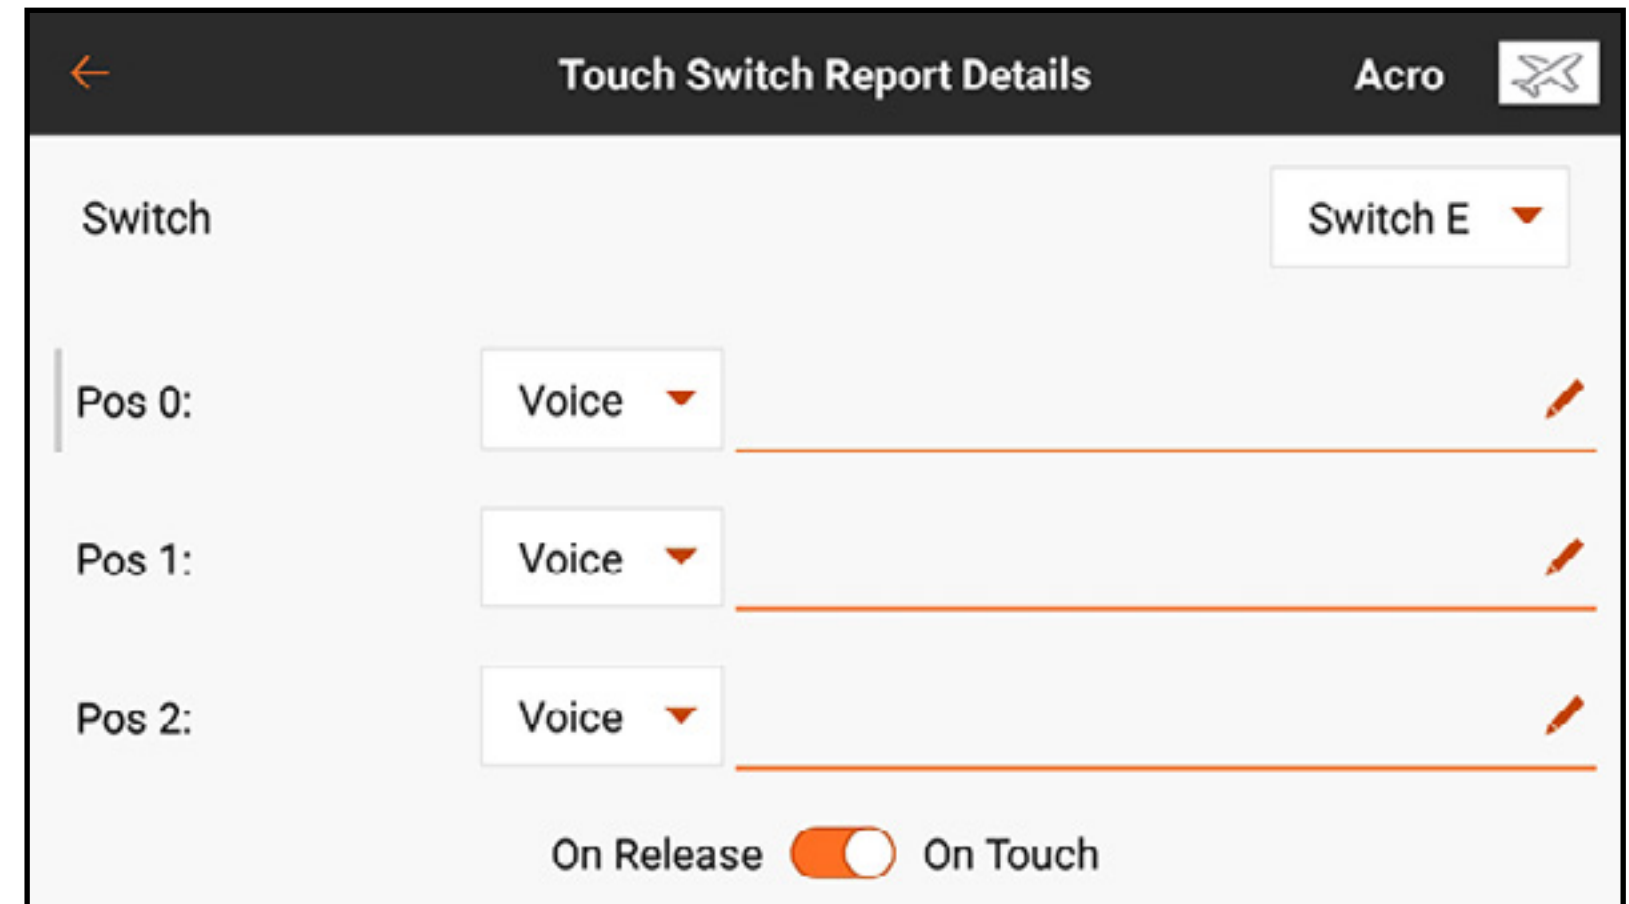 Touch Switch Report Details Acro
Switch Switch E
Pos 0: Voice
Pos 1: Voice
Pos 2: Voice
On Release On Touch